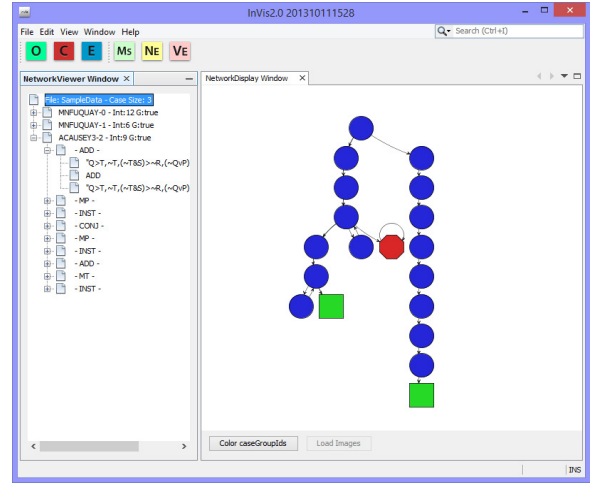 InVis2.0 201310111528
File Edit View Window Help
Search (Ctrl+I)
O C E Ms NE VE
NetworkViewer Window
NetworkDisplay Window
File: SampleData - Case Size: 3
MNFUQUAY-0 - Int:12 G:true
MNFUQUAY-1 - Int:6 G:true
ACAUSEY3-2 - Int:9 G:true
- ADD -
"Q>T,~T,(~T&S)>~R,(~QvP)
ADD
"Q>T,~T,(~T&S)>~R,(~QvP)
- MP -
- INST -
- CONJ -
- MP -
- INST -
- ADD -
- MT -
- INST -
Color caseGroupIds
Load Images
INS